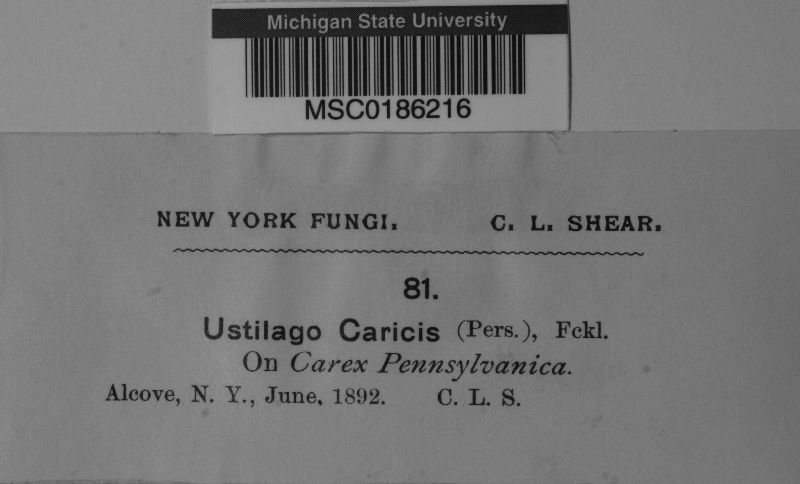 Michigan State University
MSC0186216
NEW YORK FUNGI. C. L. SHEAR.
81.
Ustilago Caricis (Pers.), Fckl.
On Carex Pennsylvanica.
Alcove, N. Y., June, 1892. C. L. S.